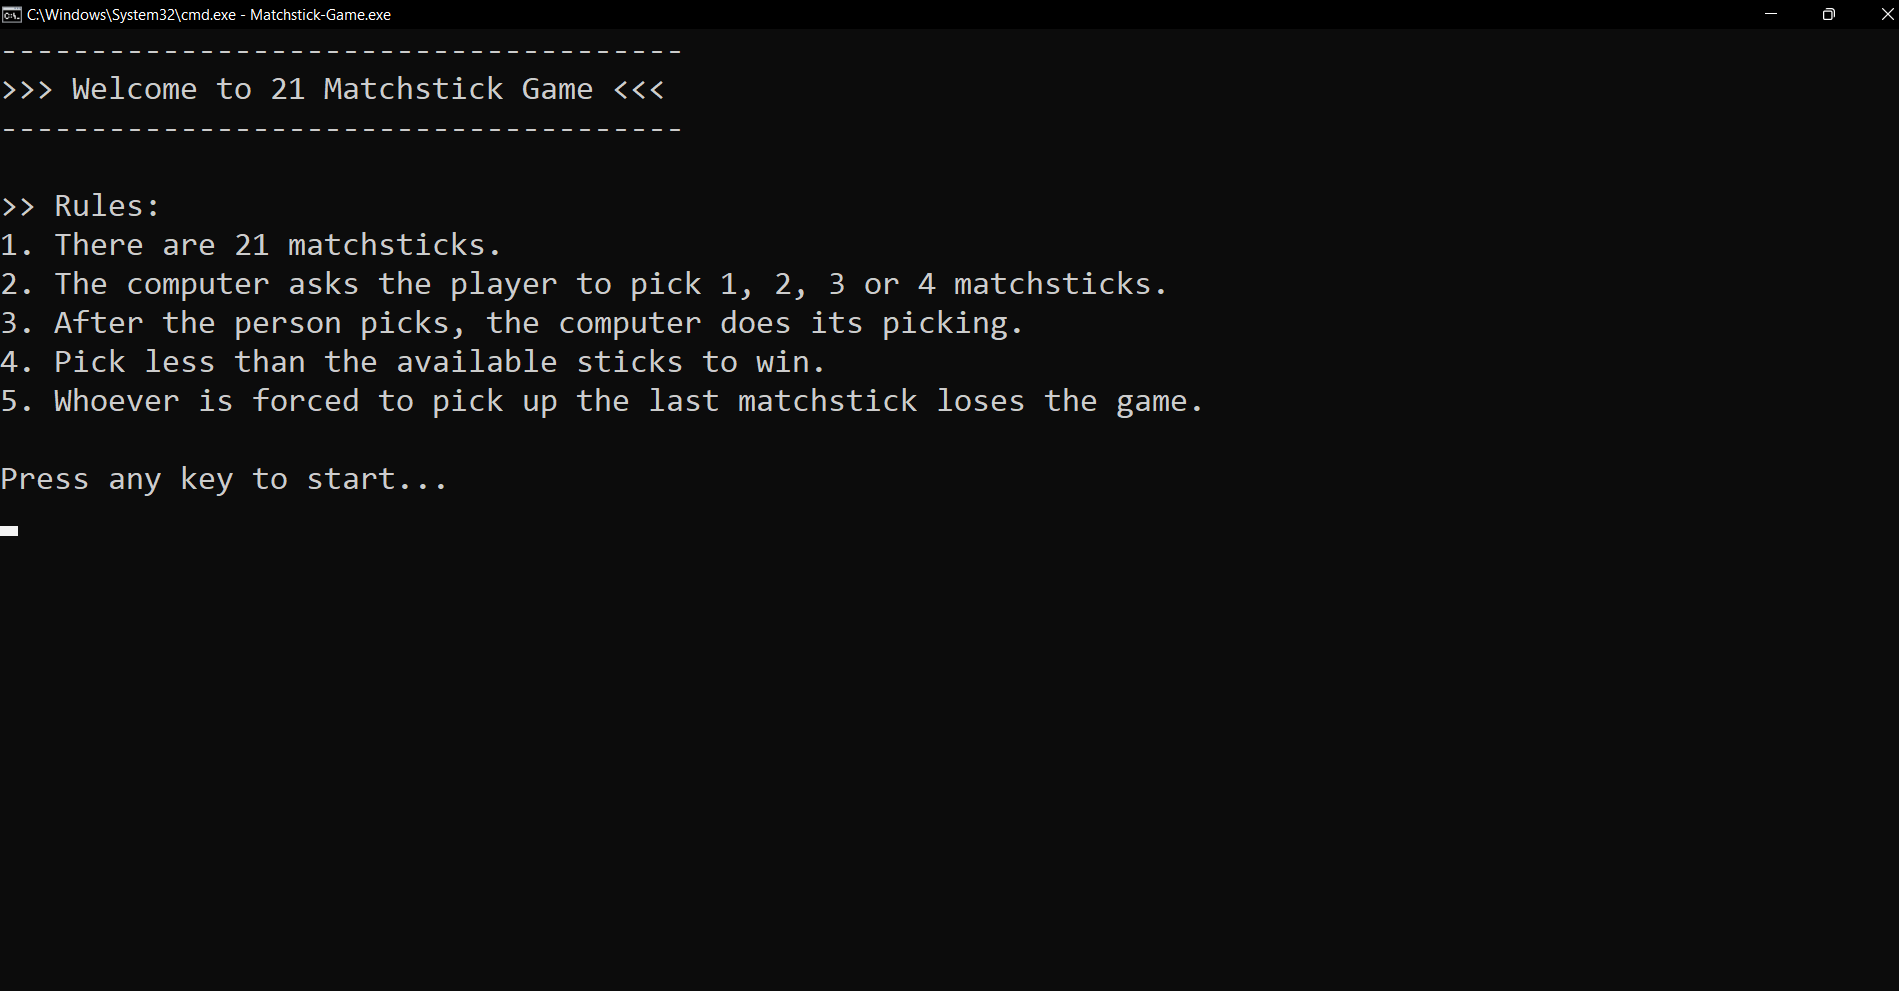 C:\Windows\System32\cmd.exe - Matchstick-Game.exe
--------------------------------------
>>> Welcome to 21 Matchstick Game <<<
--------------------------------------
>> Rules:
1. There are 21 matchsticks.
2. The computer asks the player to pick 1, 2, 3 or 4 matchsticks.
3. After the person picks, the computer does its picking.
4. Pick less than the available sticks to win.
5. Whoever is forced to pick up the last matchstick loses the game.
Press any key to start...